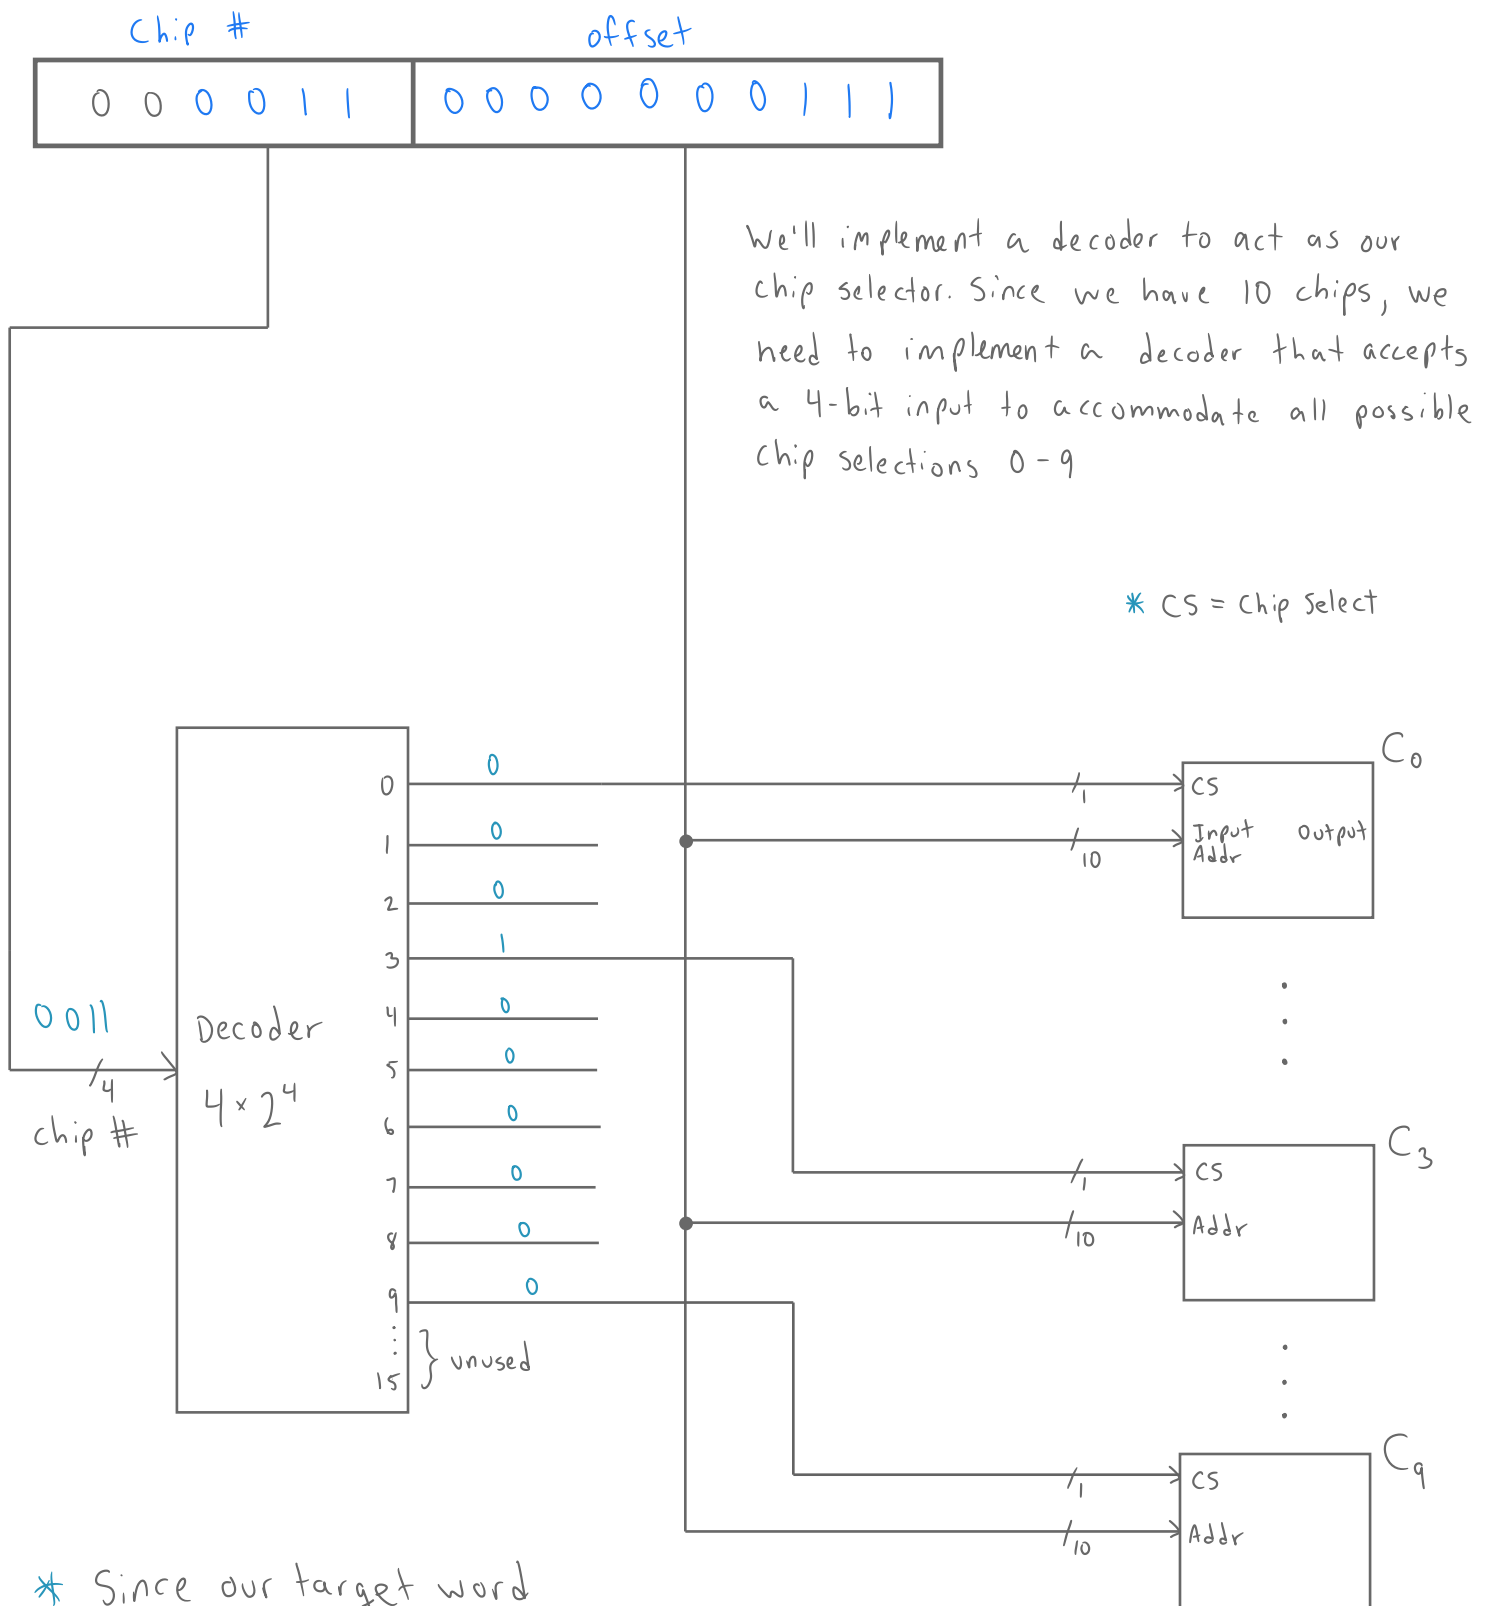 Chip # offset
0 0 0 0 1 1 0 0 0 0 0 0 0 1 1 1
We'll implement a decoder to act as our
chip selector. Since we have 10 chips, we
need to implement a decoder that accepts
a 4-bit input to accommodate all possible
chip selections 0-9
* CS = Chip Select
C0
0 0 1 CS
Input Addr Output
1 0 10
2 0
3 1
0011
4
chip #
Decoder
4 × 2^4
4 0
5 0
6 0
7 0
8 0
9 0
15
} unused
C3
1 CS
10 Addr
C9
1 CS
10 Addr
* Since our target word